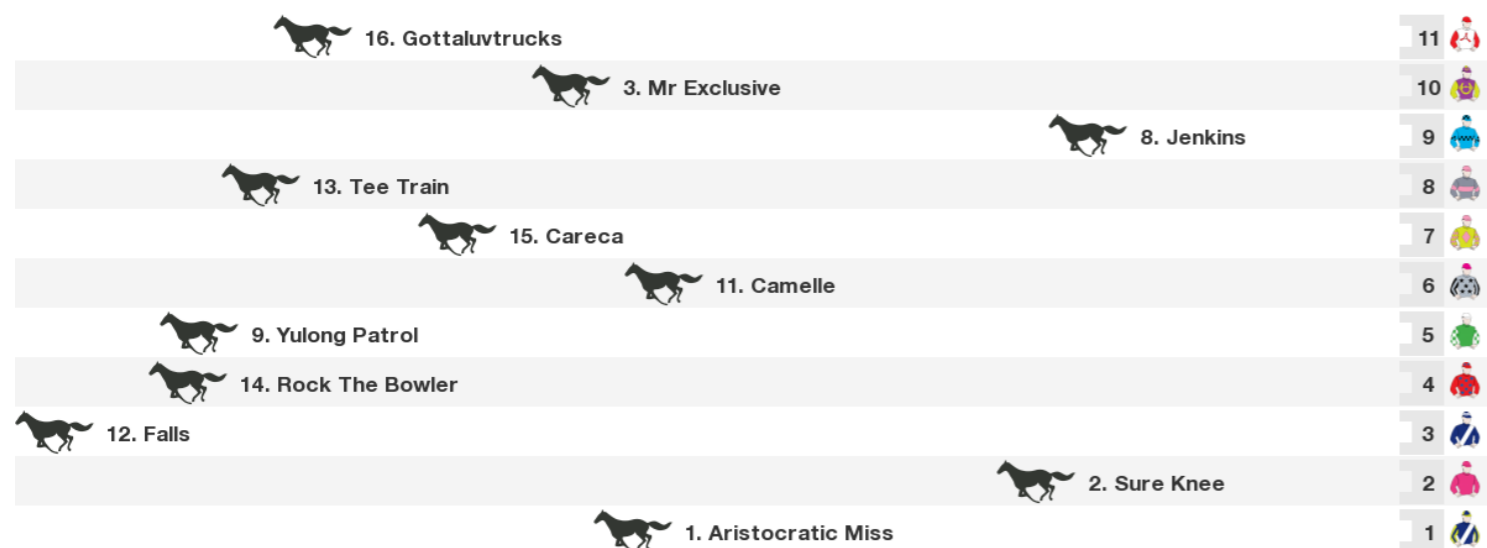 16. Gottaluvtrucks 11
3. Mr Exclusive 10
8. Jenkins 9
13. Tee Train 8
15. Careca 7
11. Camelle 6
9. Yulong Patrol 5
14. Rock The Bowler 4
12. Falls 3
2. Sure Knee 2
1. Aristocratic Miss 1